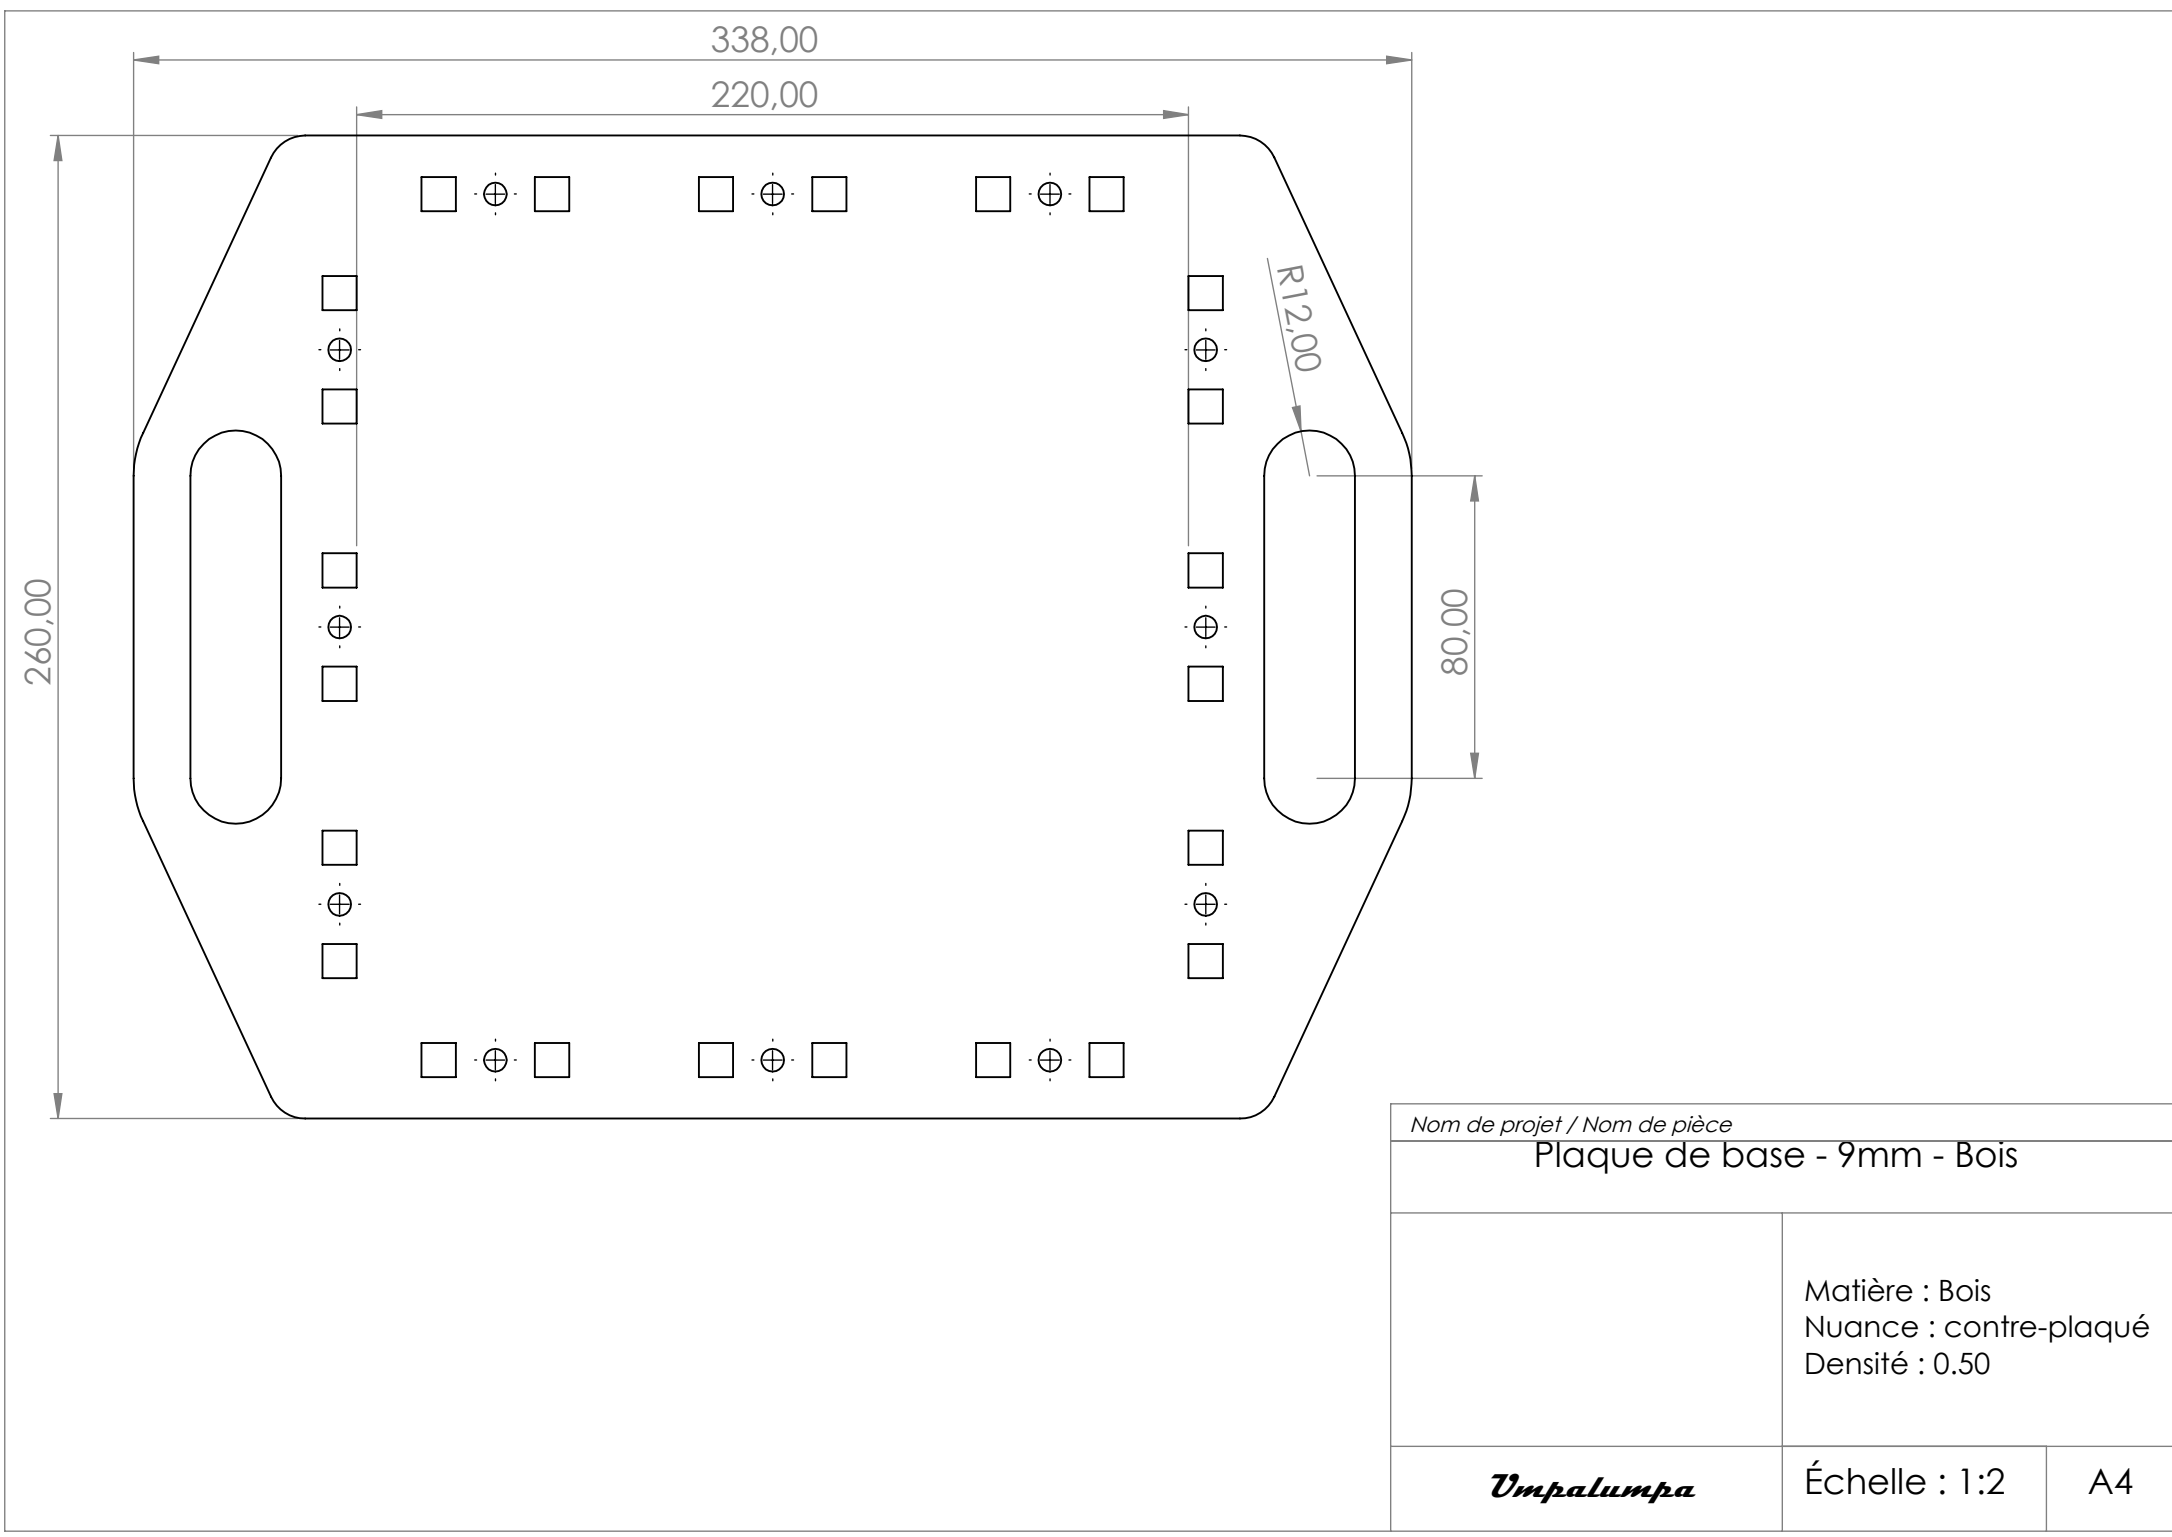 338,00
220,00
R12,00
260,00
80,00
Nom de projet / Nom de pièce
Plaque de base - 9mm - Bois
Matière : Bois
Nuance : contre-plaqué
Densité : 0.50
Umpalumpa
Échelle : 1:2
A4